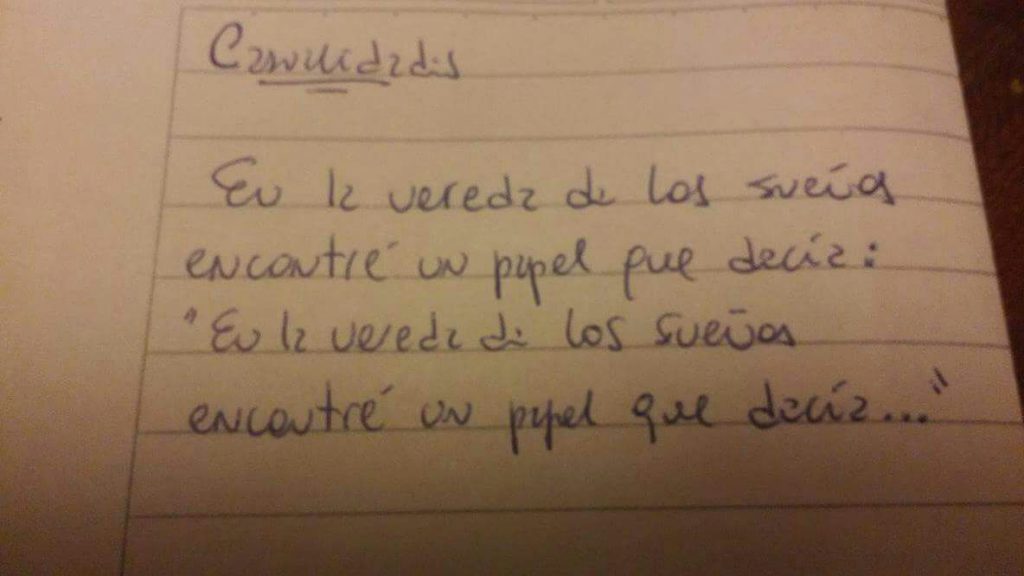 Casualidades
En la vereda de los sueños
encontré un papel que decía:
"En la vereda de los sueños
encontré un papel que decía..."